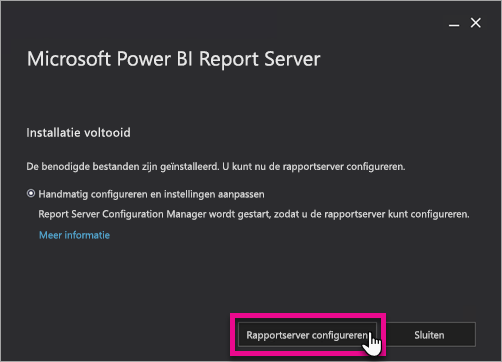 Microsoft Power BI Report Server
Installatie voltooid
De benodigde bestanden zijn geïnstalleerd. U kunt nu de rapportserver configureren.
Handmatig configureren en instellingen aanpassen
Report Server Configuration Manager wordt gestart, zodat u de rapportserver kunt configureren.
Meer informatie
Rapportserver configureren Sluiten